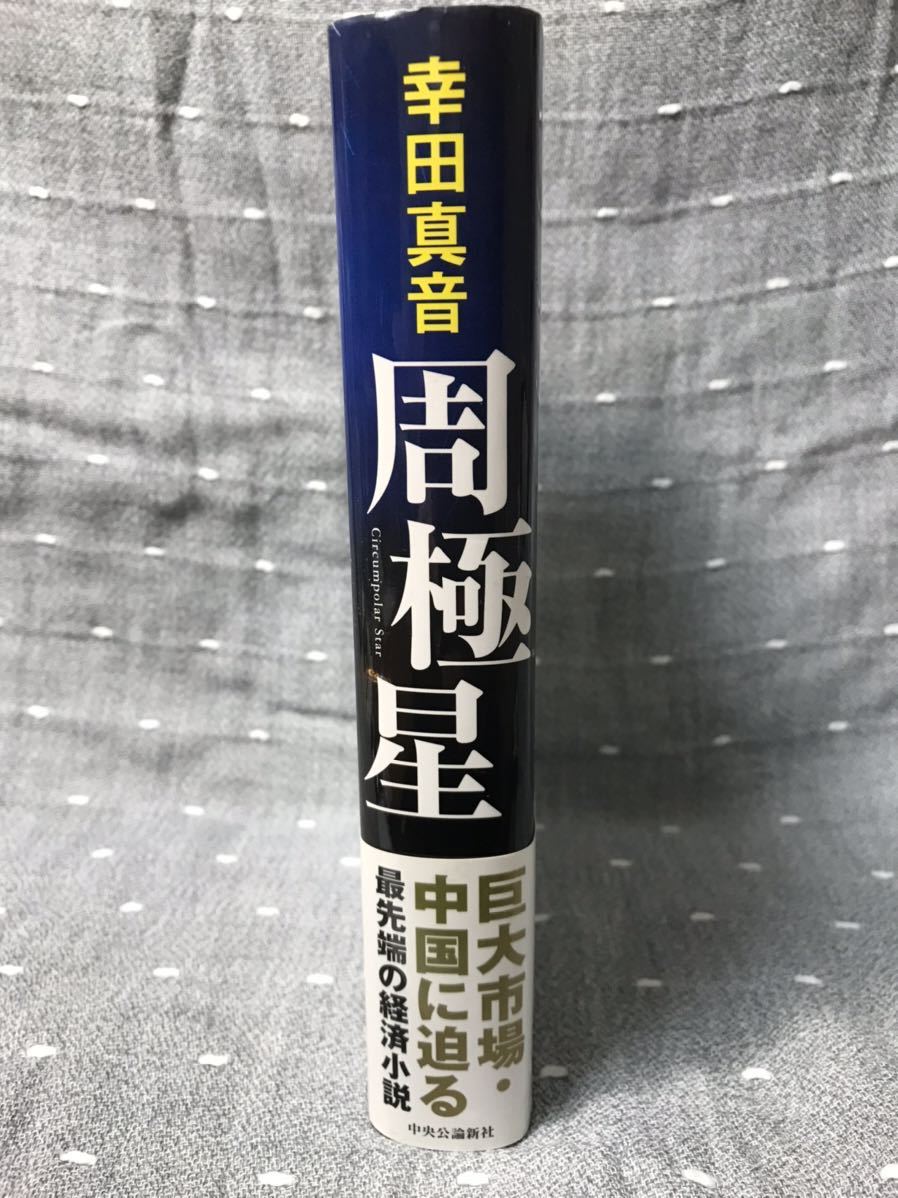 幸田真音
周極星
Circumpolar Star
巨大市場・
中国に迫る
最先端の経済小説
中央公論新社